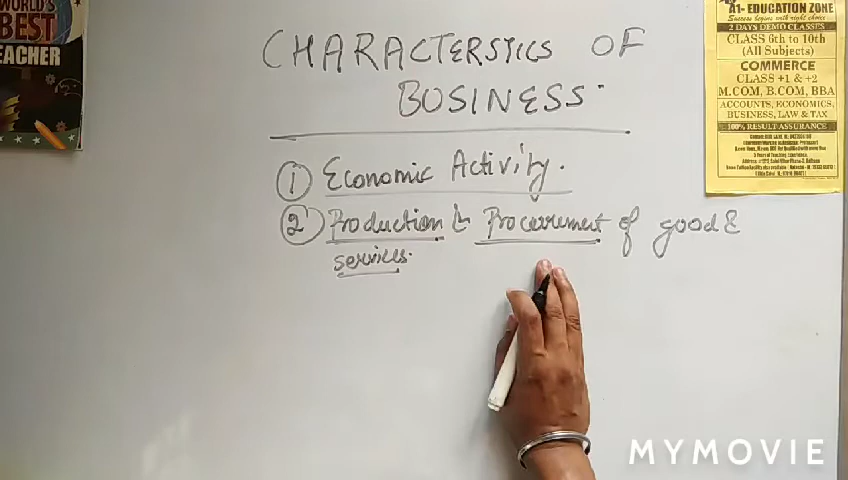 WORLD'S
BEST
TEACHER
CHARACTERSTICS OF
BUSINESS.
① Economic Activity.
② Production & Procurement of good &
services.
A1- EDUCATION ZONE
Success begins with right choice
2 DAYS DEMO CLASSES
CLASS 6th to 10th
(All Subjects)
COMMERCE
CLASS +1 & +2
M.COM, B.COM, BBA
ACCOUNTS, ECONOMICS,
BUSINESS, LAW & TAX
100% RESULT ASSURANCE
MYMOVIE